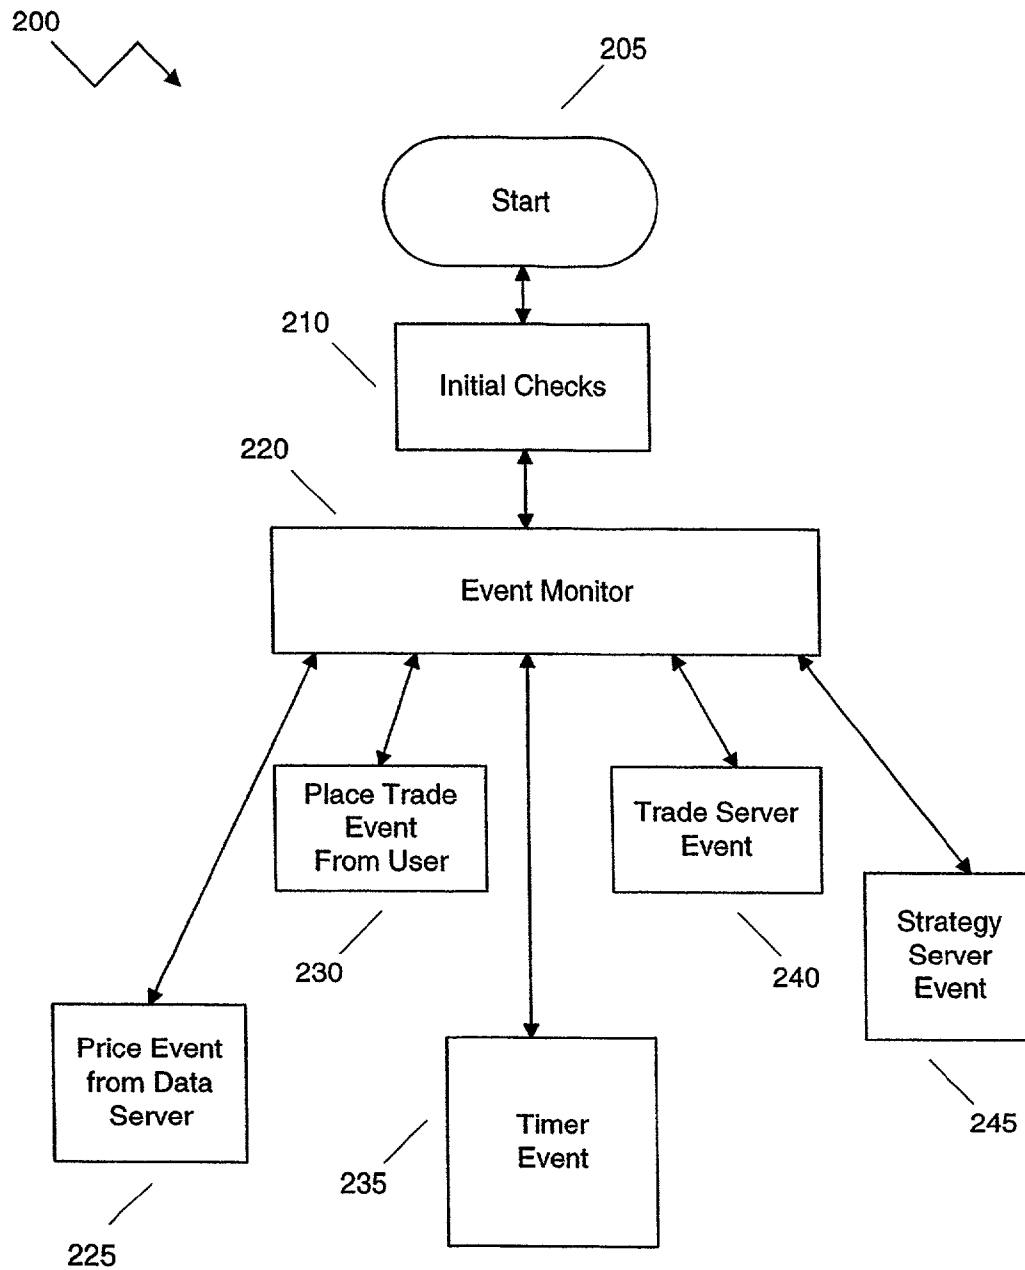 200
205
Start
210
Initial Checks
220
Event Monitor
Place Trade
Event
From User
230
Trade Server
Event
240
Strategy
Server
Event
245
Price Event
from Data
Server
225
Timer
Event
235